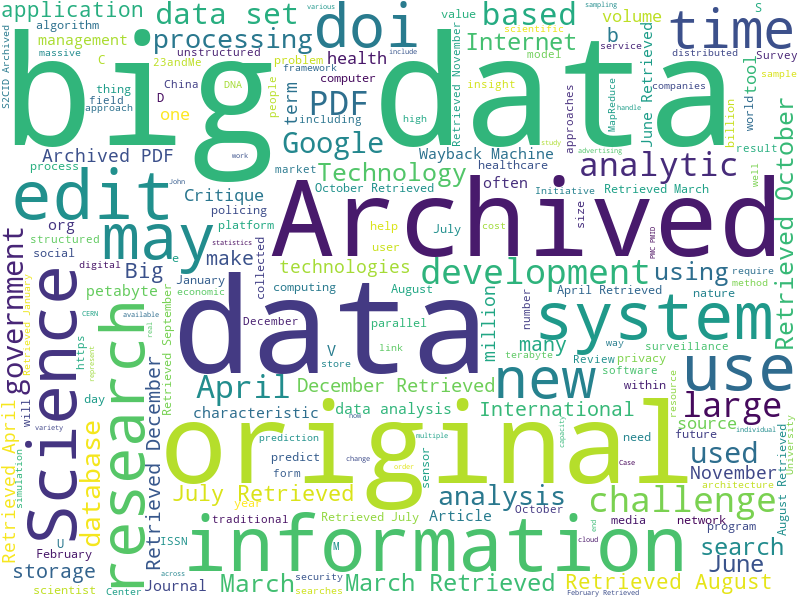 application
data set
doi
based
volume
time
S
various
sampling
algorithm
value
management
processing
Internet
scientific
b
service
distributed
Survey
S2CID Archived
massive
unstructured
C
23andMe
problem
health
model
tool
big data
thing
China
DNA
framework
computer
insight
companies
sample
field
D
people
term
PDF
include
Retrieved November
approaches
MapReduce
handle
June Retrieved
billion
world
approach
one
including
high
study
result
Google
advertising
process
Archived PDF
work
market
Wayback Machine
healthcare
analytic
well
Technology
edit
John
October Retrieved
often
Initiative
Retrieved March
Critique
Archived
org
policing
July
size
structured
may
platform
help
cost
PMC PMID
Retrieved October
social
e
statistics
user
government
digital
Big
make
collected
technologies
development
using
require
January
method
Science
Retrieved January
CERN
petabyte
economic
computing
August
April Retrieved
nature
research
available
real
Retrieved September
December
data
parallel
million
number
system
https
V
link
terabyte
many
way
surveillance
represent
store
Review
privacy
software
new
use
day
April
December Retrieved
within
resource
will
characteristic
data analysis
International
large
variety
now
original
source
individual
Retrieved April
database
Retrieved December
prediction
multiple
capacity
need
future
University
simulation
predict
change
sensor
used
form
order
Case
November
August Retrieved
architecture
July Retrieved
year
analysis
challenge
U
ISSN
traditional
Retrieved July
Article
October
media
network
program
February
information
M
end
cloud
search
storage
across
security
June
scientist
Center
Journal
March
searches
March Retrieved
Retrieved August
February Retrieved